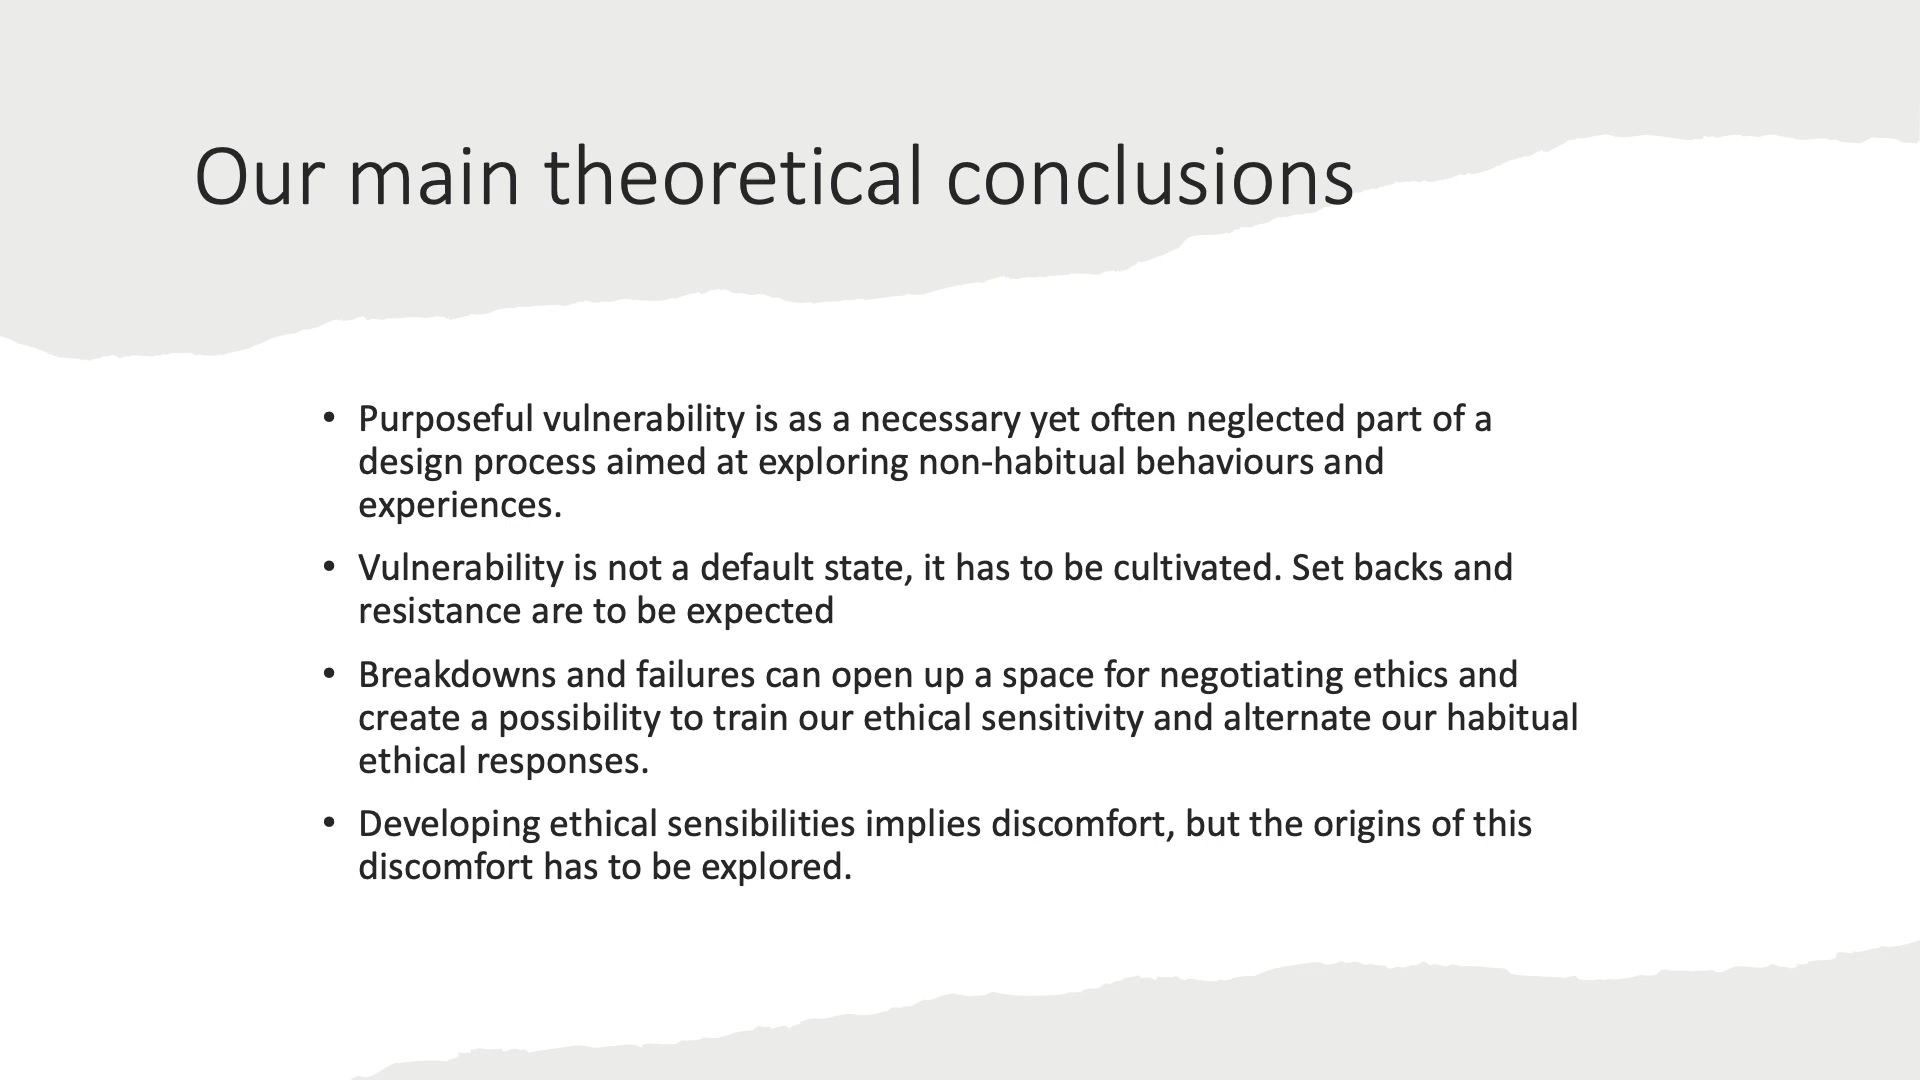 Our main theoretical conclusions
• Purposeful vulnerability is as a necessary yet often neglected part of a
design process aimed at exploring non-habitual behaviours and
experiences.
• Vulnerability is not a default state, it has to be cultivated. Set backs and
resistance are to be expected
• Breakdowns and failures can open up a space for negotiating ethics and
create a possibility to train our ethical sensitivity and alternate our habitual
ethical responses.
• Developing ethical sensibilities implies discomfort, but the origins of this
discomfort has to be explored.